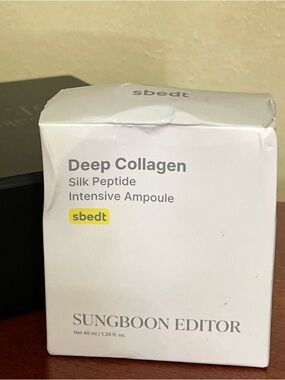 sbedt
Deep Collagen
Silk Peptide
Intensive Ampoule
sbedt
SUNGBOON EDITOR
Net 40 ml / 1.35 fl. oz.